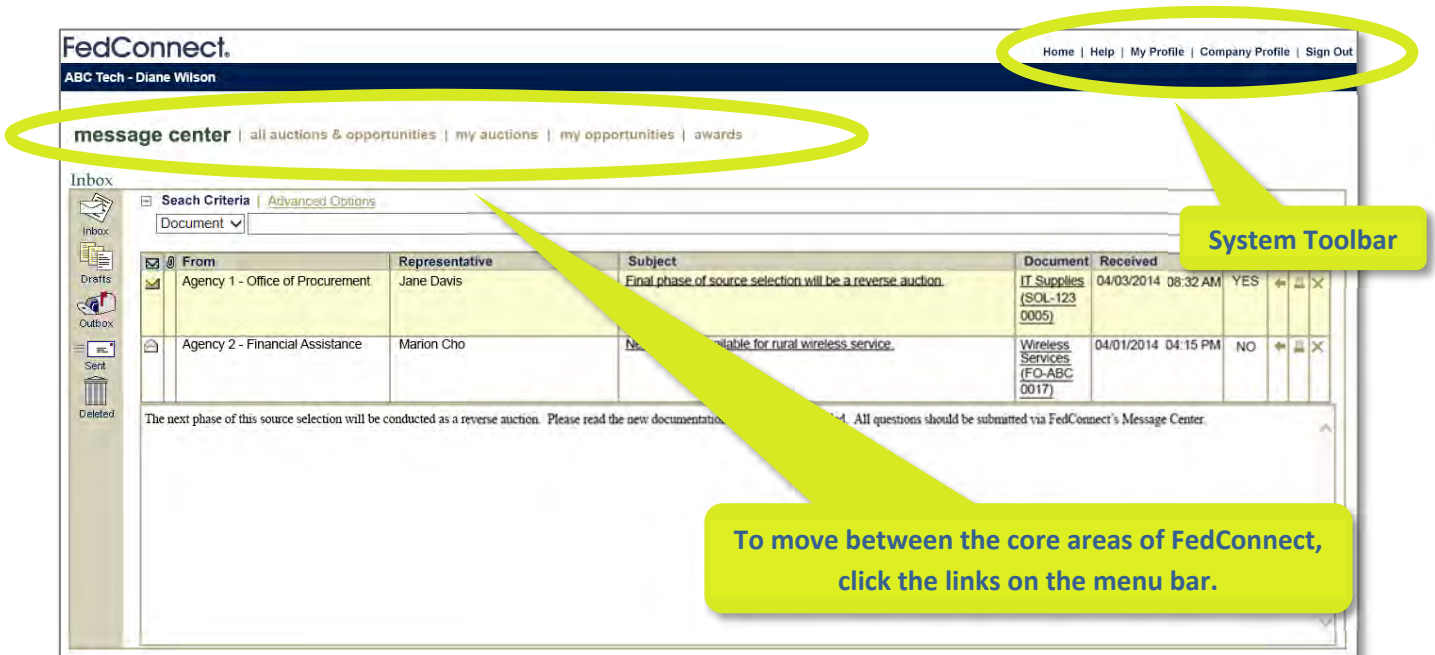 FedConnect.
Home | Help | My Profile | Company Profile | Sign Out
ABC Tech - Diane Wilson
message center | all auctions & opportunities | my auctions | my opportunities | awards
Inbox
Seach Criteria | Advanced Options
Document
Inbox
Drafts
Outbox
Sent
Deleted
System Toolbar
From Representative Subject Document Received
Agency 1 - Office of Procurement Jane Davis Final phase of source selection will be a reverse auction. IT Supplies 04/03/2014 08:32 AM YES
(SOL-123
0005)
Agency 2 - Financial Assistance Marion Cho for rural wireless service. Wireless 04/01/2014 04:15 PM NO
Services
(FO-ABC
0017)
The next phase of this source selection will be conducted as a reverse auction. Please read the new All questions should be submitted via FedConnect's Message Center.
To move between the core areas of FedConnect,
click the links on the menu bar.